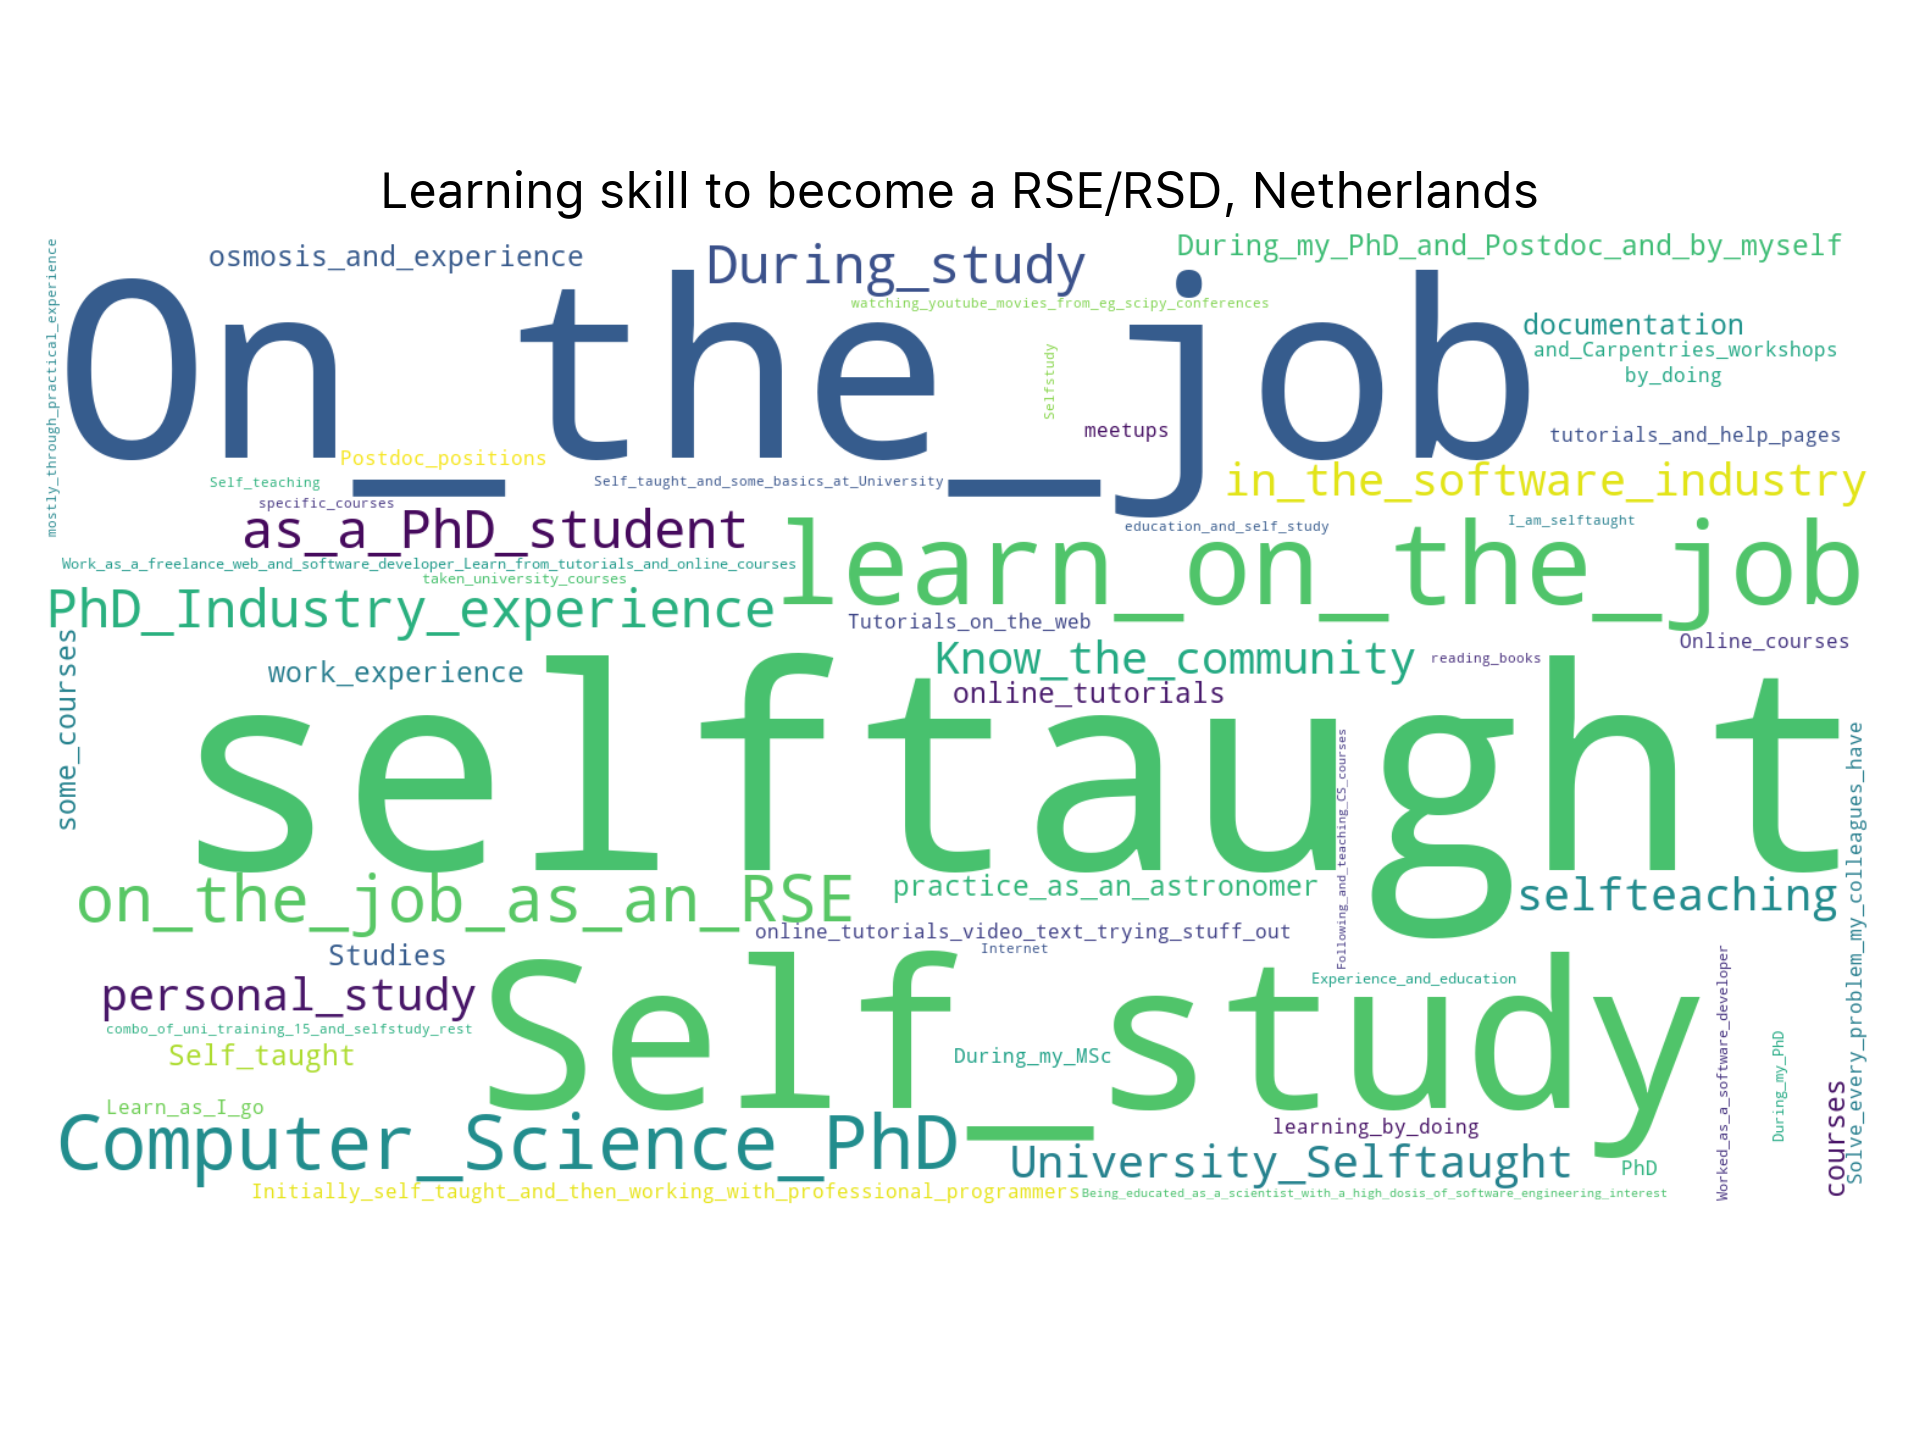 Learning skill to become a RSE/RSD, Netherlands
mostly_through_practical_experience
osmosis_and_experience
During_study
During_my_PhD_and_Postdoc_and_by_myself
On_the_job
watching_youtube_movies_from_eg_scipy_conferences
documentation
and_Carpentries_workshops
by_doing
Selfstudy
meetups
tutorials_and_help_pages
Postdoc_positions
Self_teaching
Self_taught_and_some_basics_at_University
in_the_software_industry
specific_courses
as_a_PhD_student
education_and_self_study
I_am_selftaught
learn_on_the_job
Work_as_a_freelance_web_and_software_developer_Learn_from_tutorials_and_online_courses
taken_university_courses
PhD_Industry_experience
Tutorials_on_the_web
Online_courses
some_courses
work_experience
Know_the_community
reading_books
online_tutorials
selftaught
Following_and_teaching_CS_courses
Solve_every_problem_my_colleagues_have
on_the_job_as_an_RSE
practice_as_an_astronomer
selfteaching
online_tutorials_video_text_trying_stuff_out
Internet
Studies
Experience_and_education
personal_study
Self_study
combo_of_uni_training_15_and_selfstudy_rest
Self_taught
During_my_MSc
Worked_as_a_software_developer
During_my_PhD
courses
Learn_as_I_go
Computer_Science_PhD
learning_by_doing
University_Selftaught
PhD
Initially_self_taught_and_then_working_with_professional_programmers
Being_educated_as_a_scientist_with_a_high_dosis_of_software_engineering_interest